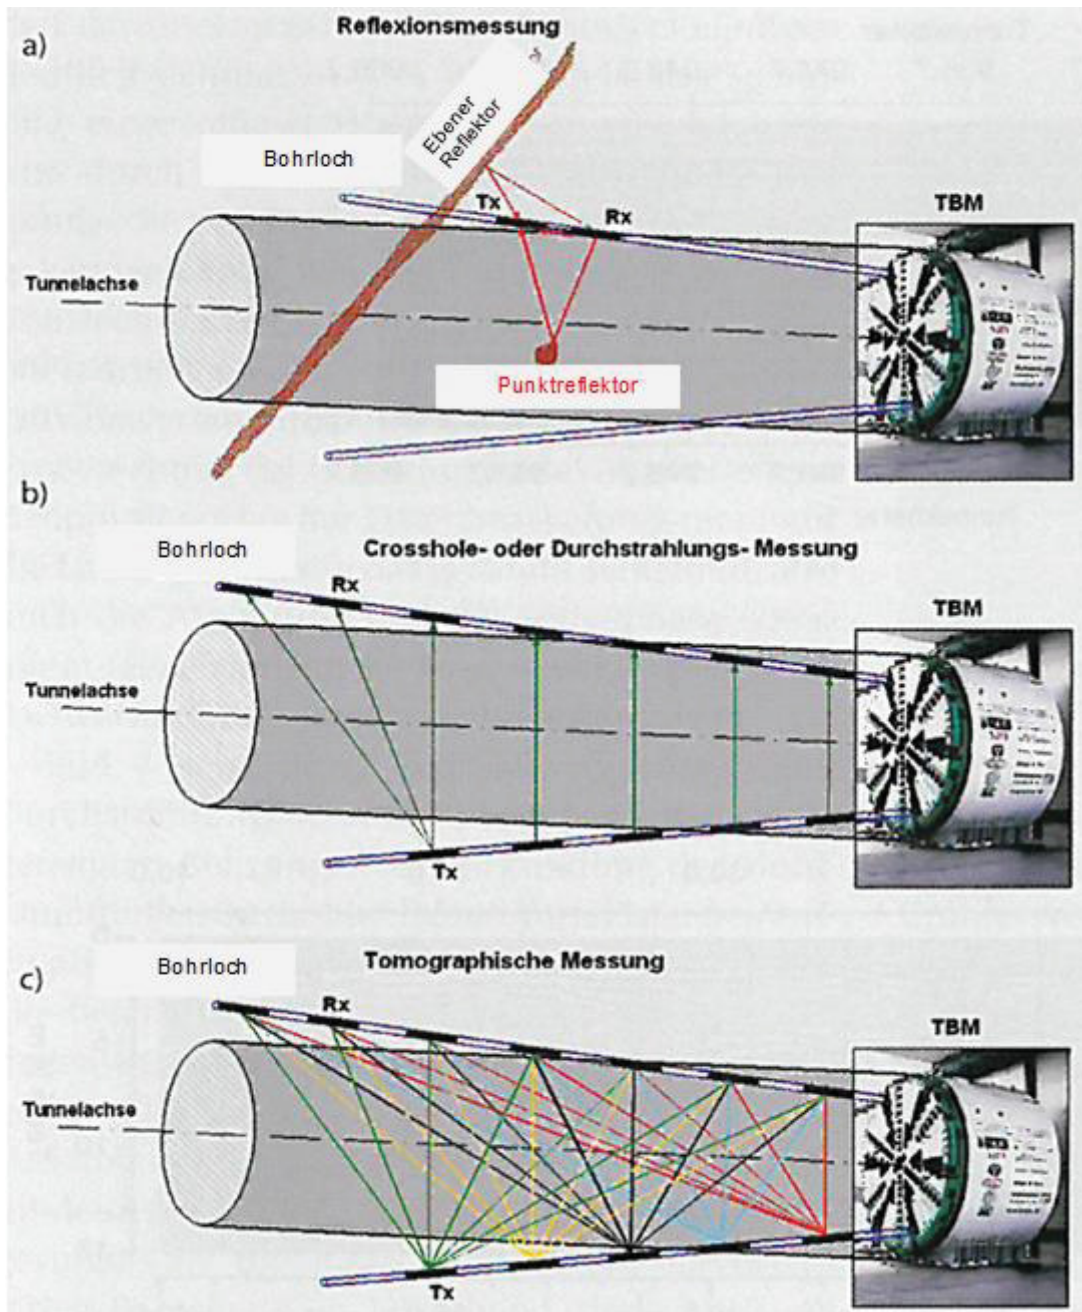 a)
Reflexionsmessung
Ebener
Reflektor
Bohrloch
Tx
Rx
TBM
Tunnelachse
Punktreflektor
b)
Bohrloch
Crosshole- oder Durchstrahlungs- Messung
Rx
TBM
Tunnelachse
Tx
c)
Bohrloch
Tomographische Messung
Rx
TBM
Tunnelachse
Tx